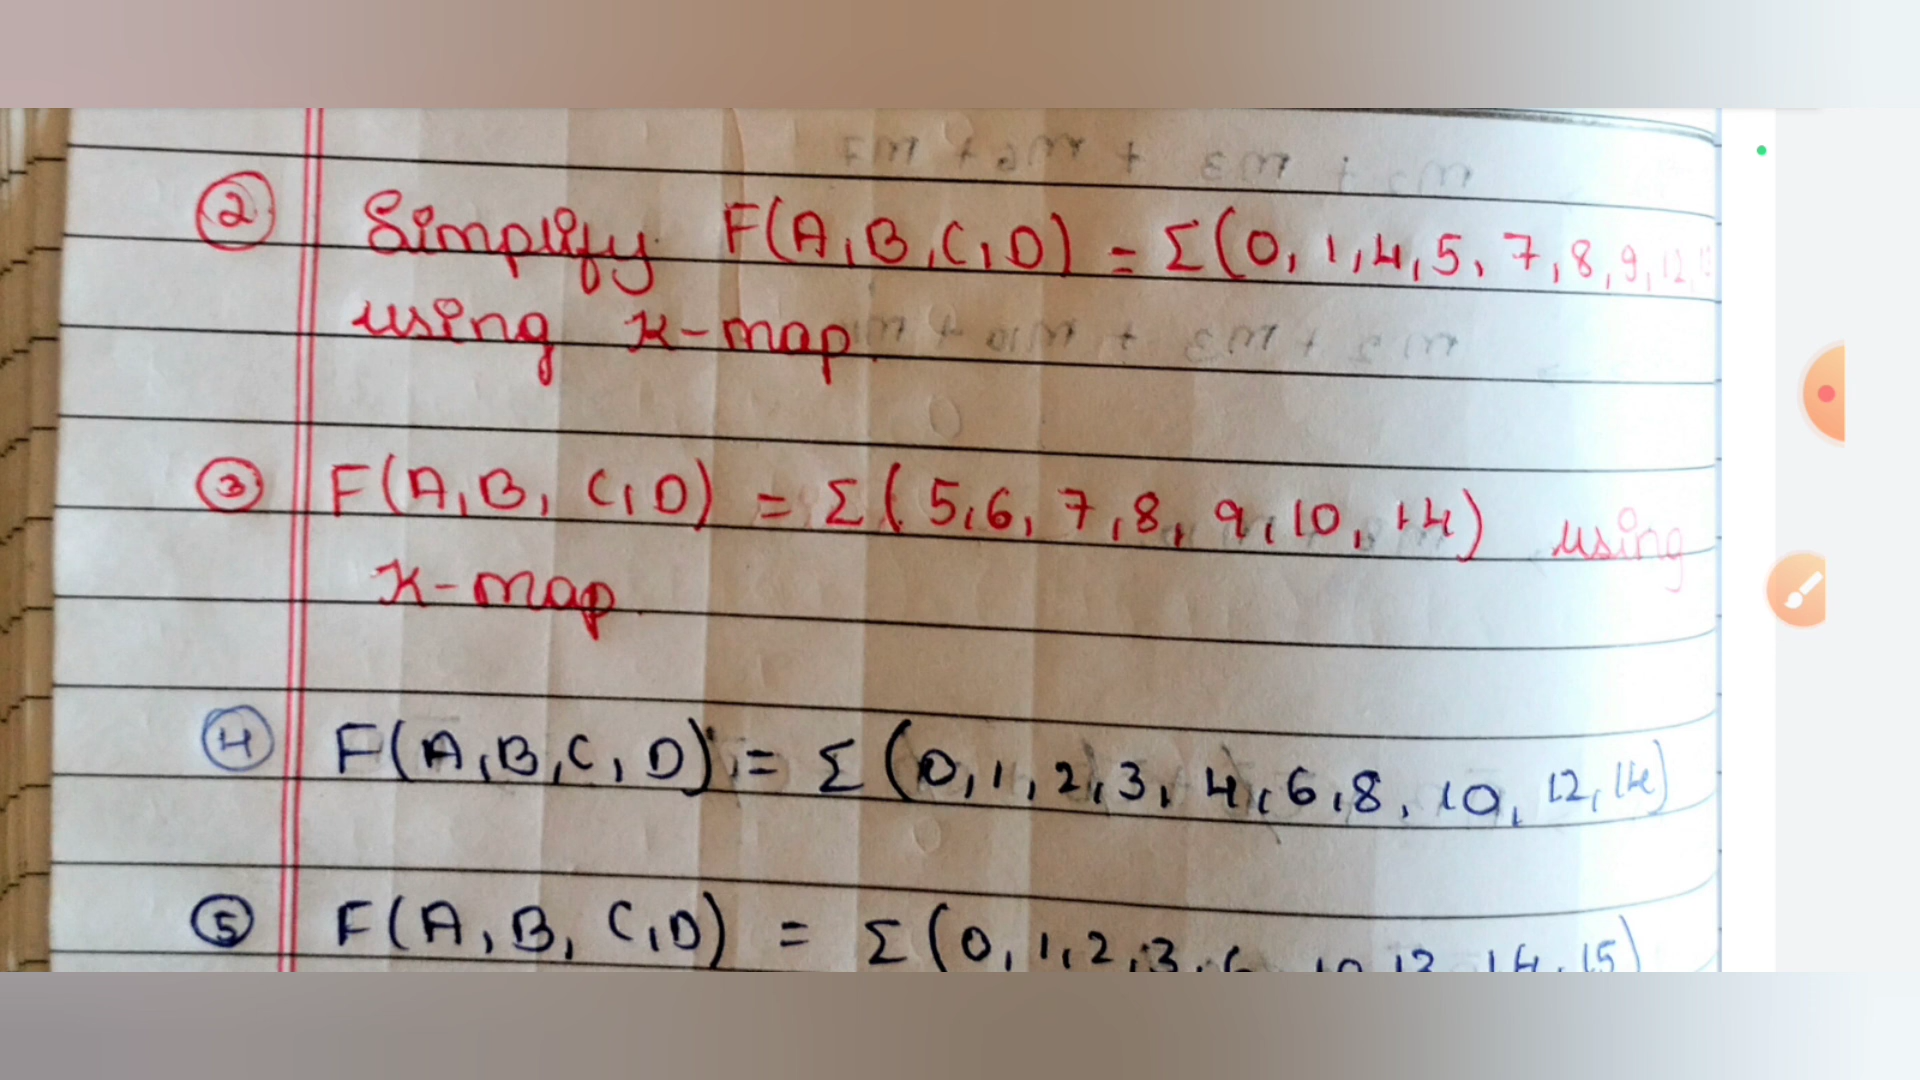 2 Simplify F(A,B,C,D) = Σ(0, 1, 4, 5, 7, 8, 9, 12,
using K-map
3 F(A,B, C,D) = Σ(5,6, 7, 8, 9, 10, 14) using
K-map
4 F(A,B,C,D) = Σ(0,1,2,3, 4,6,8, 10, 12, 14)
5 F(A,B, C,D) = Σ(0, 1,2,3, 14, 15)